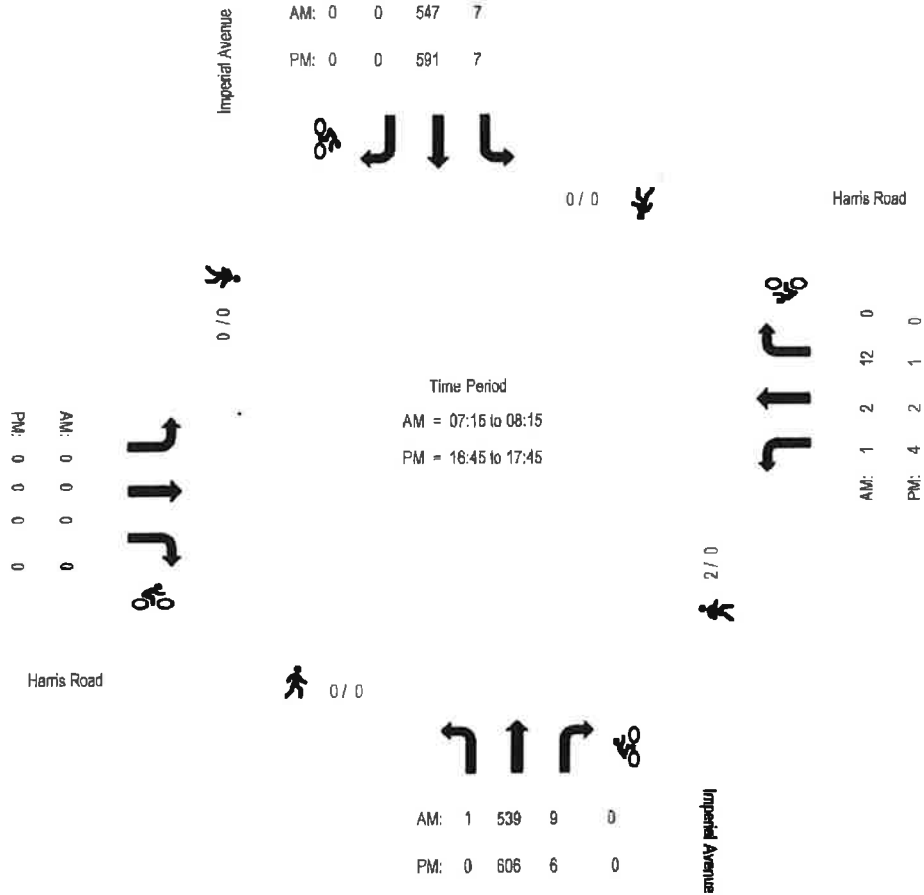 Imperial Avenue
AM: 0 0 547 7
PM: 0 0 591 7
0 / 0
Harris Road
0 / 0
Time Period
AM = 07:15 to 08:15
PM = 16:45 to 17:45
AM: 1 2 12 0
PM: 4 2 1 0
AM: 0 0 0 0
PM: 0 0 0 0
2 / 0
Harris Road
0 / 0
AM: 1 539 9 0
PM: 0 606 6 0
Imperial Avenue